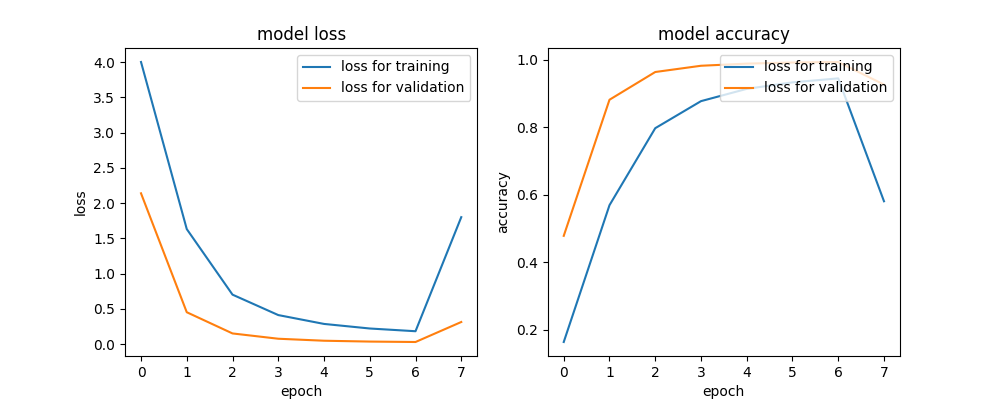 model loss
loss for training
loss for validation
4.0
3.5
3.0
2.5
2.0
1.5
1.0
0.5
0.0
loss
0 1 2 3 4 5 6 7
epoch
model accuracy
loss for training
loss for validation
1.0
0.8
0.6
0.4
0.2
accuracy
0 1 2 3 4 5 6 7
epoch